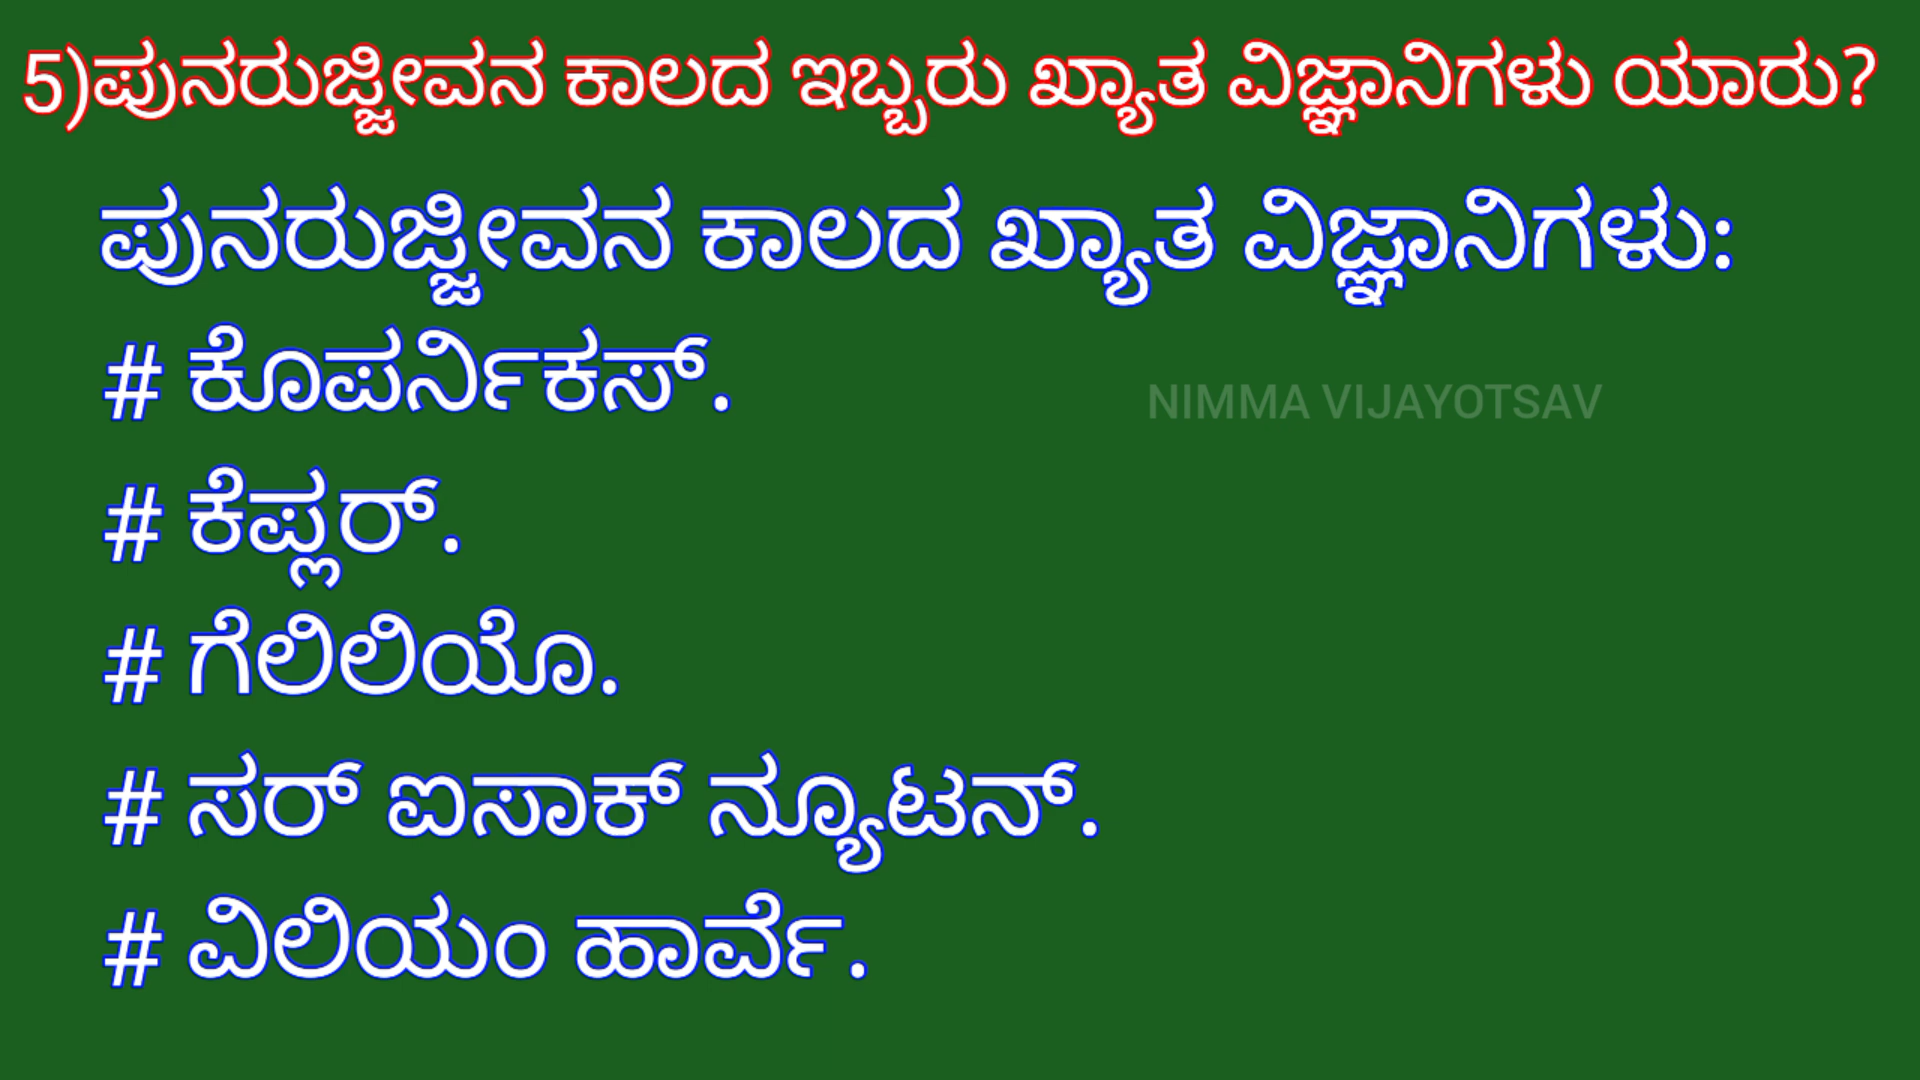 5)ಪುನರುಜ್ಜೀವನ ಕಾಲದ ಇಬ್ಬರು ಖ್ಯಾತ ವಿಜ್ಞಾನಿಗಳು ಯಾರು?
ಪುನರುಜ್ಜೀವನ ಕಾಲದ ಖ್ಯಾತ ವಿಜ್ಞಾನಿಗಳು:
# ಕೊಪರ್ನಿಕಸ್.
NIMMA VIJAYOTSAV
# ಕೆಪ್ಲರ್.
# ಗೆಲಿಲಿಯೊ.
# ಸರ್ ಐಸಾಕ್ ನ್ಯೂಟನ್.
# ವಿಲಿಯಂ ಹಾರ್ವೆ.